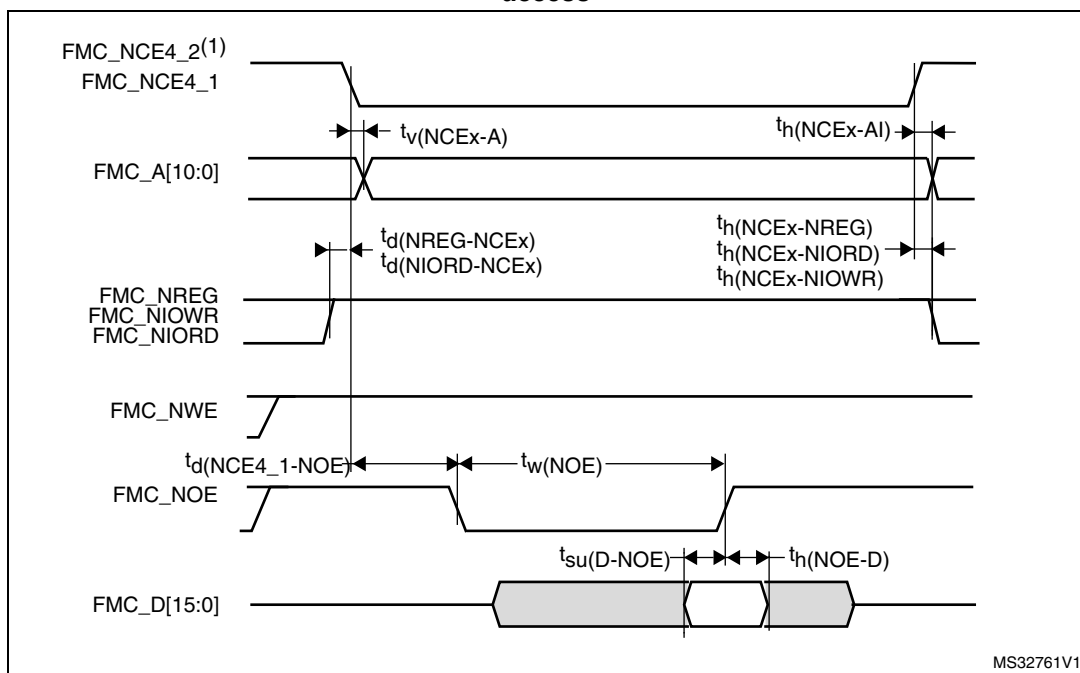 FMC_NCE4_2(1)
FMC_NCE4_1
tv(NCEx-A)
th(NCEx-AI)
FMC_A[10:0]
td(NREG-NCEx)
td(NIORD-NCEx)
th(NCEx-NREG)
th(NCEx-NIORD)
th(NCEx-NIOWR)
FMC_NREG
FMC_NIOWR
FMC_NIORD
FMC_NWE
td(NCE4_1-NOE)
tw(NOE)
FMC_NOE
tsu(D-NOE)
th(NOE-D)
FMC_D[15:0]
MS32761V1